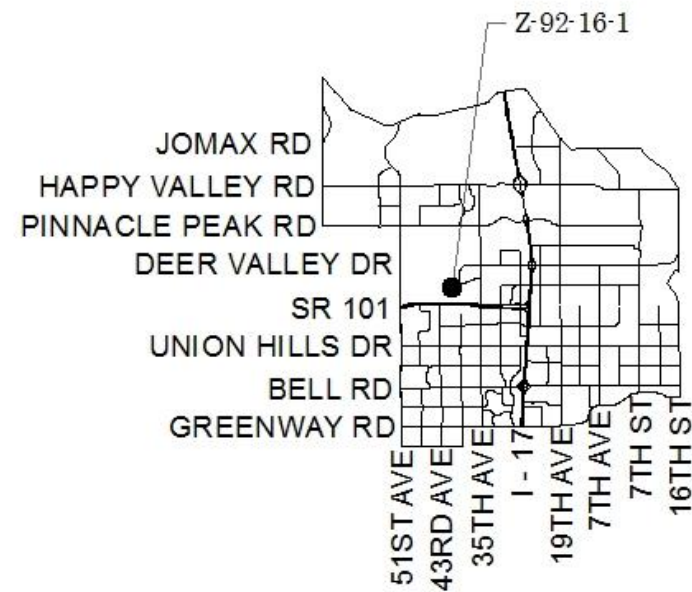 Z-92-16-1
JOMAX RD
HAPPY VALLEY RD
PINNACLE PEAK RD
DEER VALLEY DR
SR 101
UNION HILLS DR
BELL RD
GREENWAY RD
51ST AVE
43RD AVE
35TH AVE
I - 17
19TH AVE
7TH AVE
7TH ST
16TH ST